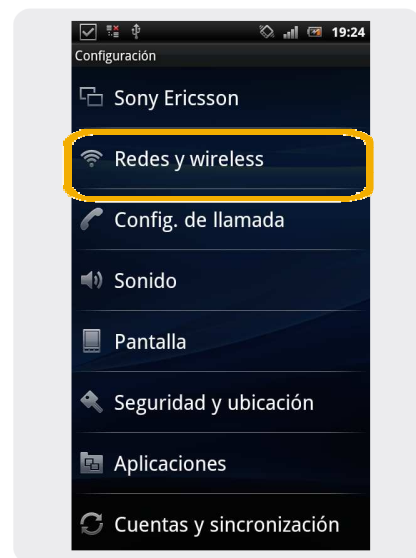 19:24
Configuración
Sony Ericsson
Redes y wireless
Config. de llamada
Sonido
Pantalla
Seguridad y ubicación
Aplicaciones
Cuentas y sincronización